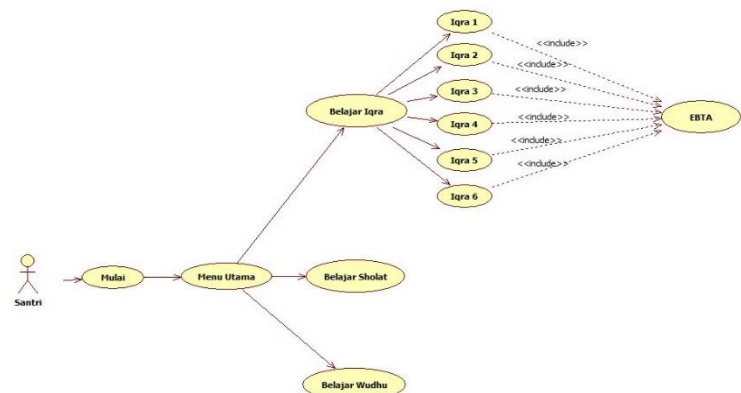 Iqra 1
<<include>>
Iqra 2
<<include>>
Iqra 3
<<include>>
Belajar Iqra
Iqra 4
<<include>>
EBTA
Iqra 5
<<include>>
Iqra 6
<<include>>
Mulai
Menu Utama
Belajar Sholat
Santri
Belajar Wudhu